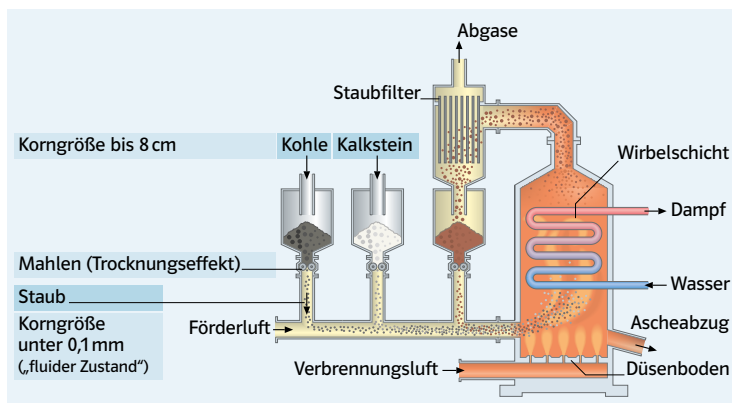 Abgase
Staubfilter
Korngröße bis 8 cm
Kohle
Kalkstein
Wirbelschicht
Dampf
Mahlen (Trocknungseffekt)
Wasser
Staub
Korngröße
unter 0,1 mm
(„fluider Zustand“)
Förderluft
Ascheabzug
Verbrennungsluft
Düsenboden